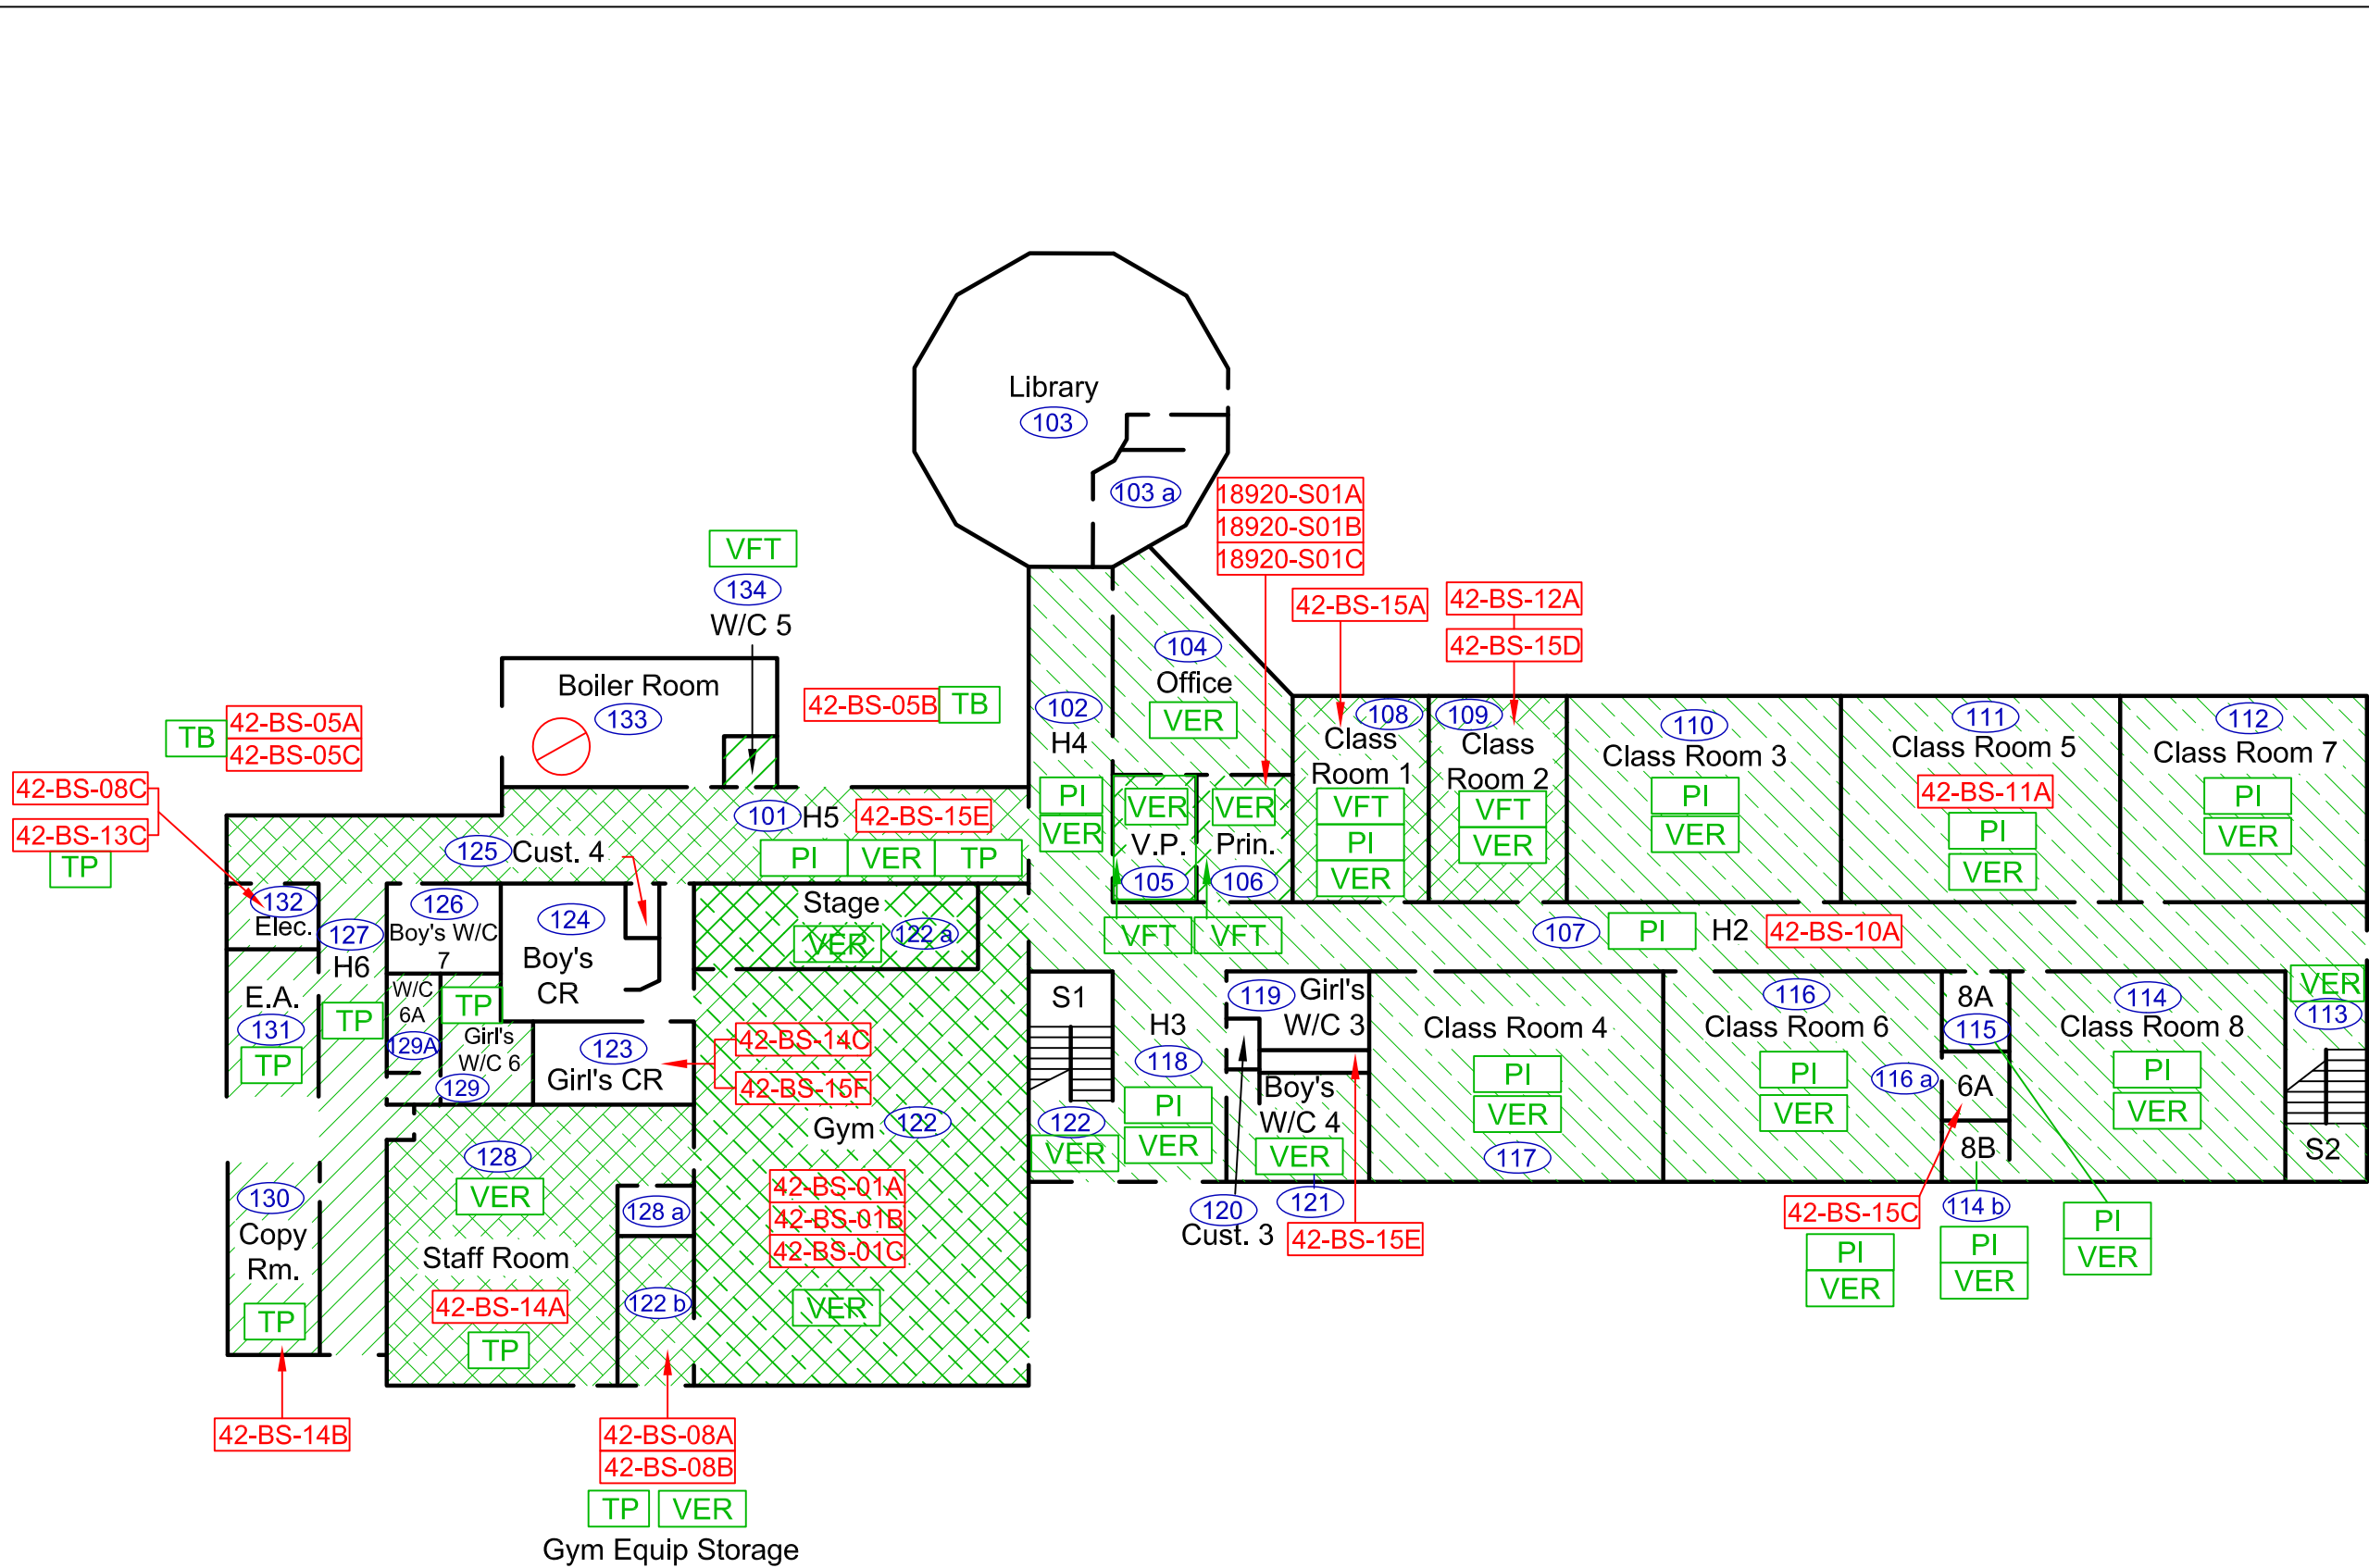 Library
103
103 a
18920-S01A
18920-S01B
18920-S01C
VFT
134
W/C 5
42-BS-15A
42-BS-12A
42-BS-15D
104
Office
VER
Boiler Room
133
42-BS-05B TB
TB 42-BS-05A
42-BS-05C
102
H4
PI
VER
108
Class
Room 1
VFT
PI
VER
109
Class
Room 2
VFT
VER
110
Class Room 3
PI
VER
111
Class Room 5
42-BS-11A
PI
VER
112
Class Room 7
PI
VER
42-BS-08C
42-BS-13C
TP
101 H5 42-BS-15E
PI VER TP
125 Cust. 4
VER
V.P.
105
VER
Prin.
106
VFT VFT
132
Elec.
127
H6
TP
126
Boy's W/C
7
124
Boy's
CR
Stage
VER
122 a
107 PI H2 42-BS-10A
E.A.
131
TP
W/C
6A
129A
TP
Girl's
W/C 6
129
123
Girl's CR
42-BS-14C
42-BS-15F
Gym 122
42-BS-01A
42-BS-01B
42-BS-01C
VER
S1
122
VER
H3
118
PI
VER
119 Girl's
W/C 3
Boy's
W/C 4
VER
121
120
Cust. 3
42-BS-15E
Class Room 4
PI
VER
117
116
Class Room 6
PI
VER
116 a
8A
115
6A
8B
114
Class Room 8
PI
VER
VER
113
S2
42-BS-15C
PI
VER
114 b
PI
VER
PI
VER
130
Copy
Rm.
TP
42-BS-14B
128
VER
Staff Room
42-BS-14A
TP
128 a
122 b
42-BS-08A
42-BS-08B
TP VER
Gym Equip Storage